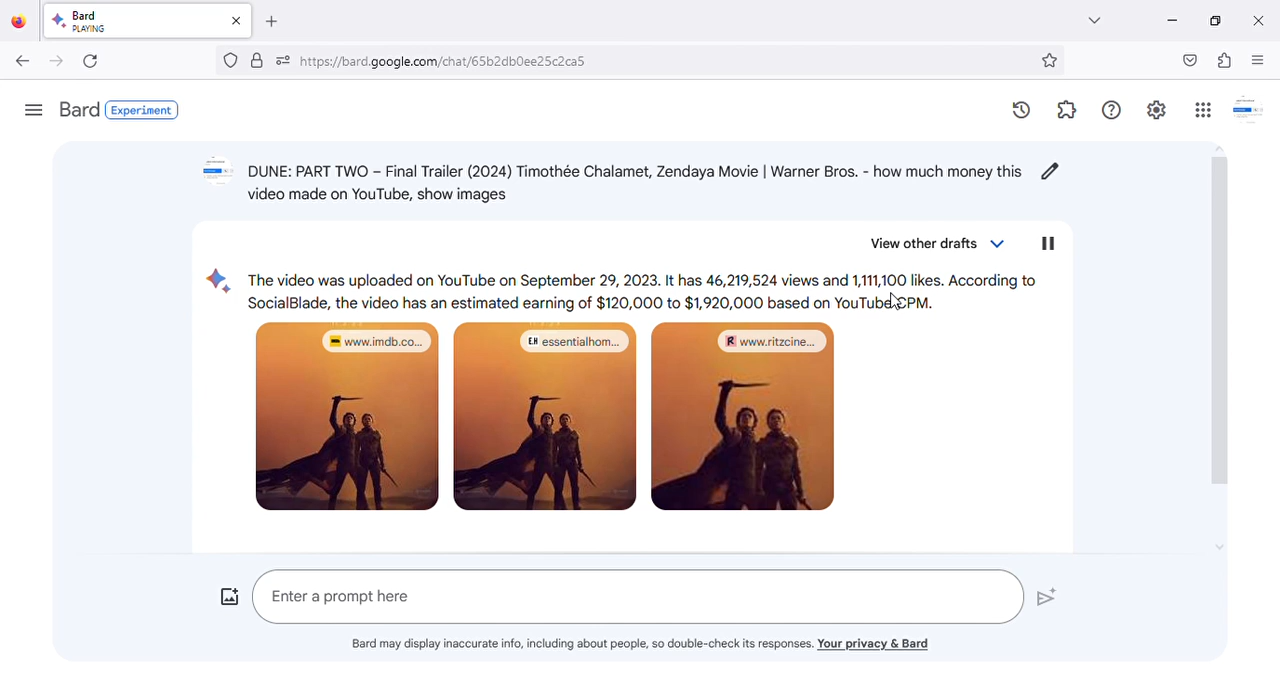 Bard
PLAYING
https://bard.google.com/chat/65b2db0ee25c2ca5
Bard Experiment
DUNE: PART TWO – Final Trailer (2024) Timothée Chalamet, Zendaya Movie | Warner Bros. - how much money this
video made on YouTube, show images
View other drafts
The video was uploaded on YouTube on September 29, 2023. It has 46,219,524 views and 1,111,100 likes. According to
SocialBlade, the video has an estimated earning of $120,000 to $1,920,000 based on YouTube CPM.
www.imdb.co... E.H essentialhom... R www.ritzcine...
Enter a prompt here
Bard may display inaccurate info, including about people, so double-check its responses. Your privacy & Bard